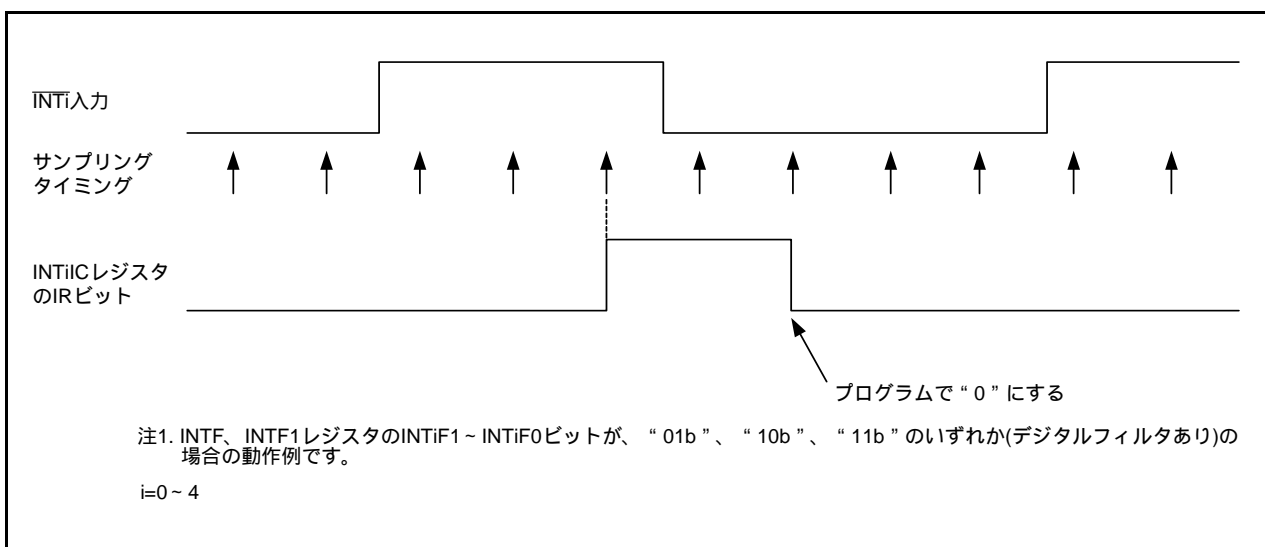 INTi入力
サンプリング
タイミング
INTiICレジスタ
のIRビット
プログラムで“0”にする
注1. INTF、INTF1レジスタのINTiF1~INTiF0ビットが、“01b”、“10b”、“11b”のいずれか(デジタルフィルタあり)の
場合の動作例です。
i=0~4